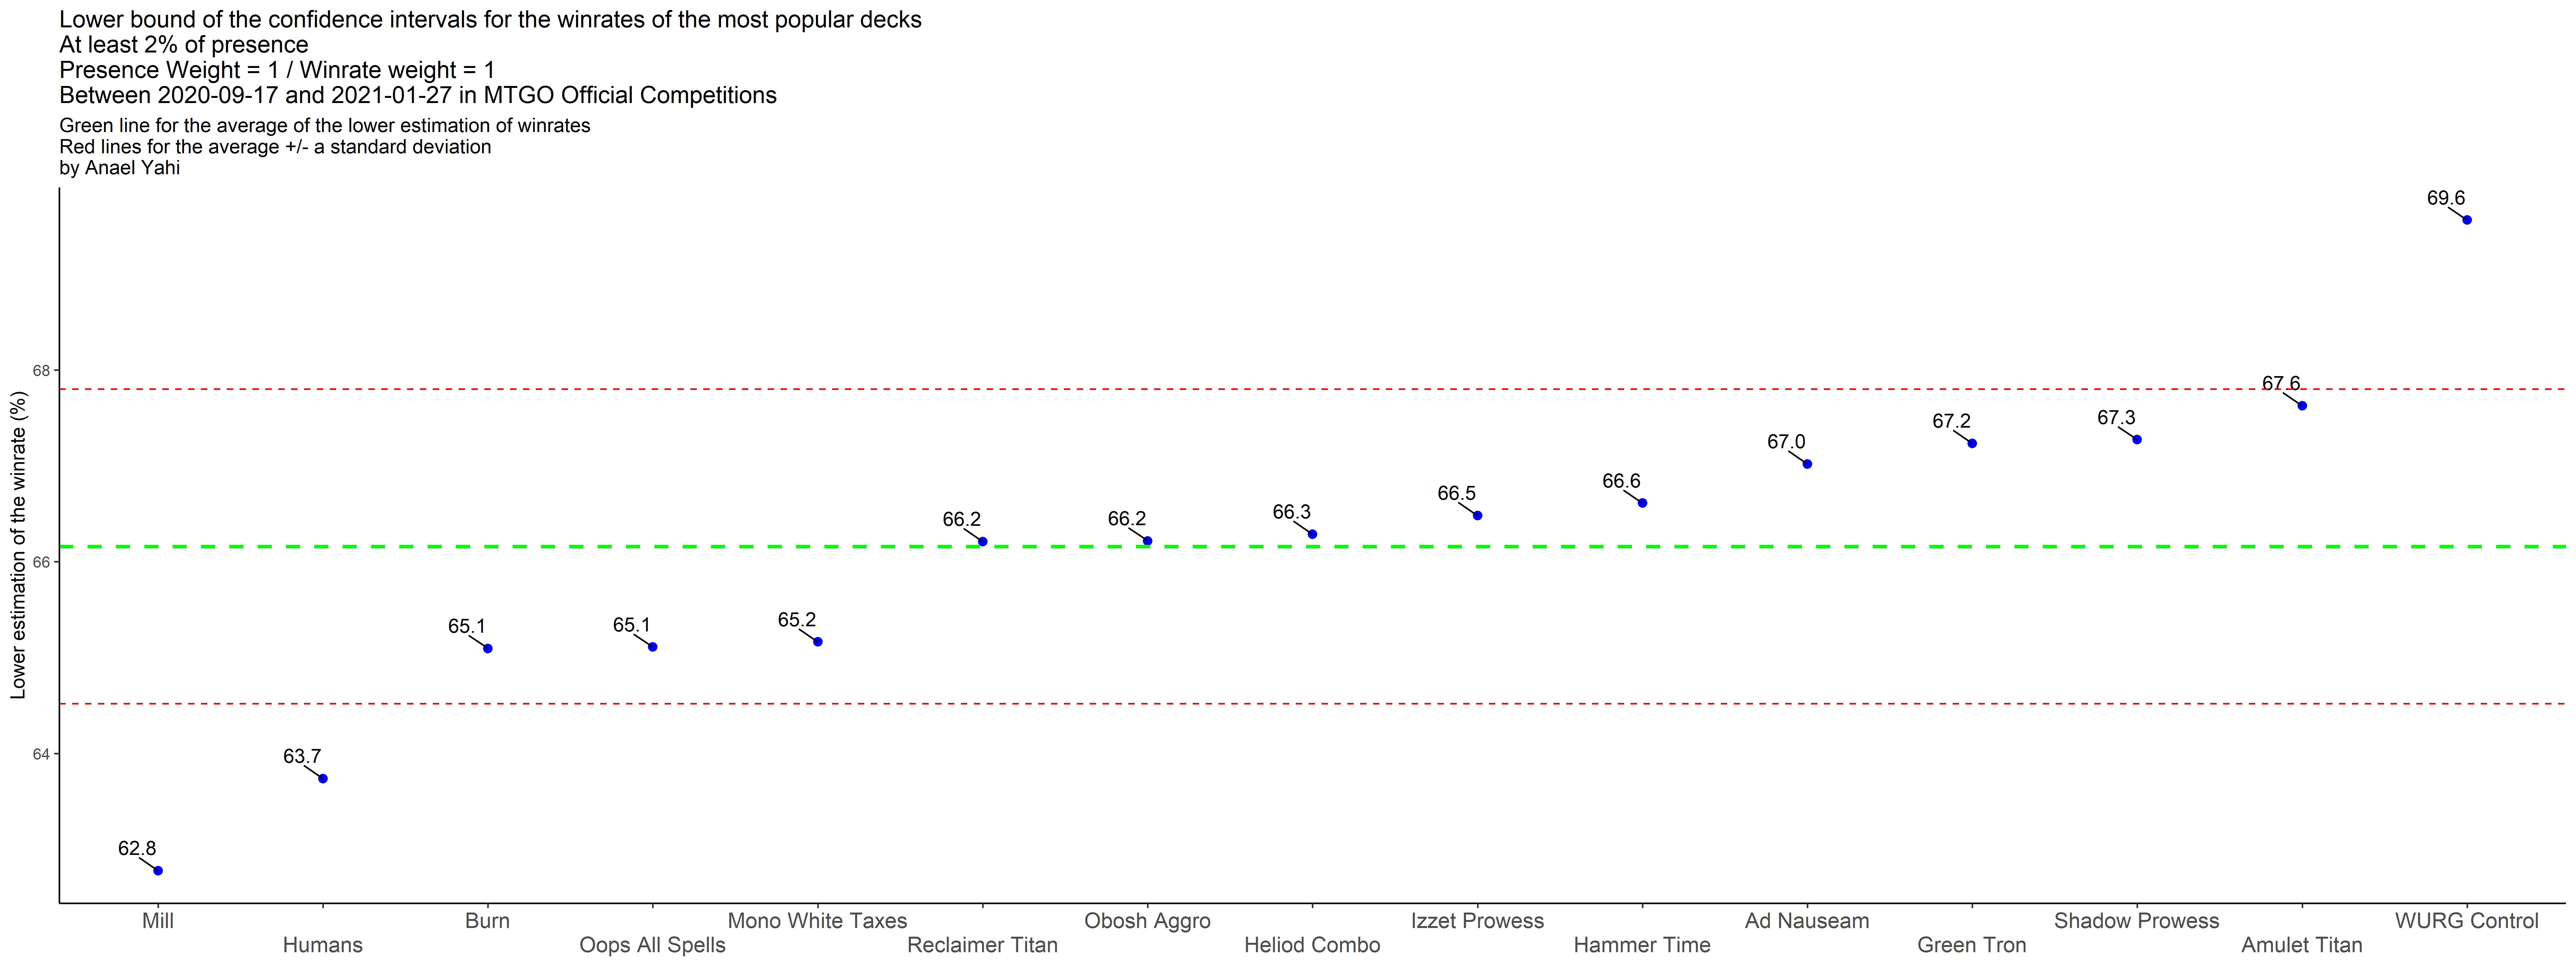 Lower bound of the confidence intervals for the winrates of the most popular decks
At least 2% of presence
Presence Weight = 1 / Winrate weight = 1
Between 2020-09-17 and 2021-01-27 in MTGO Official Competitions
Green line for the average of the lower estimation of winrates
Red lines for the average +/- a standard deviation
by Anael Yahi
Lower estimation of the winrate (%)
68
66
64
62.8
63.7
65.1
65.1
65.2
66.2
66.2
66.3
66.5
66.6
67.0
67.2
67.3
67.6
69.6
Mill
Humans
Burn
Oops All Spells
Mono White Taxes
Reclaimer Titan
Obosh Aggro
Heliod Combo
Izzet Prowess
Hammer Time
Ad Nauseam
Green Tron
Shadow Prowess
Amulet Titan
WURG Control